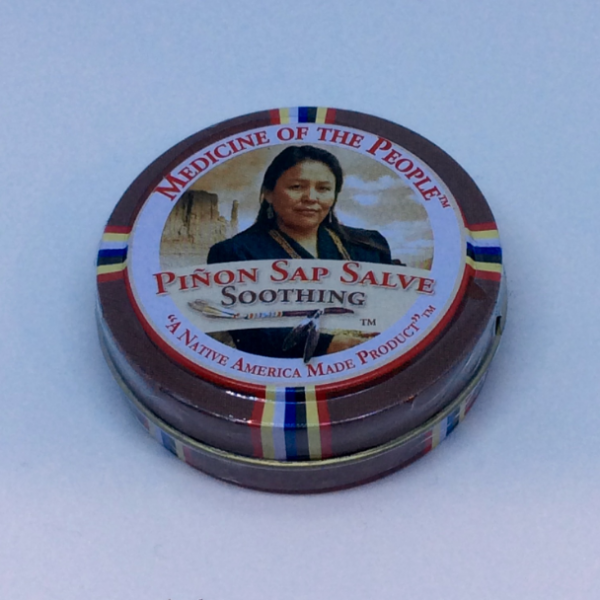 MEDICINE OF THE PEOPLE™
PIÑON SAP SALVE
SOOTHING
™
"A NATIVE AMERICA MADE PRODUCT"™